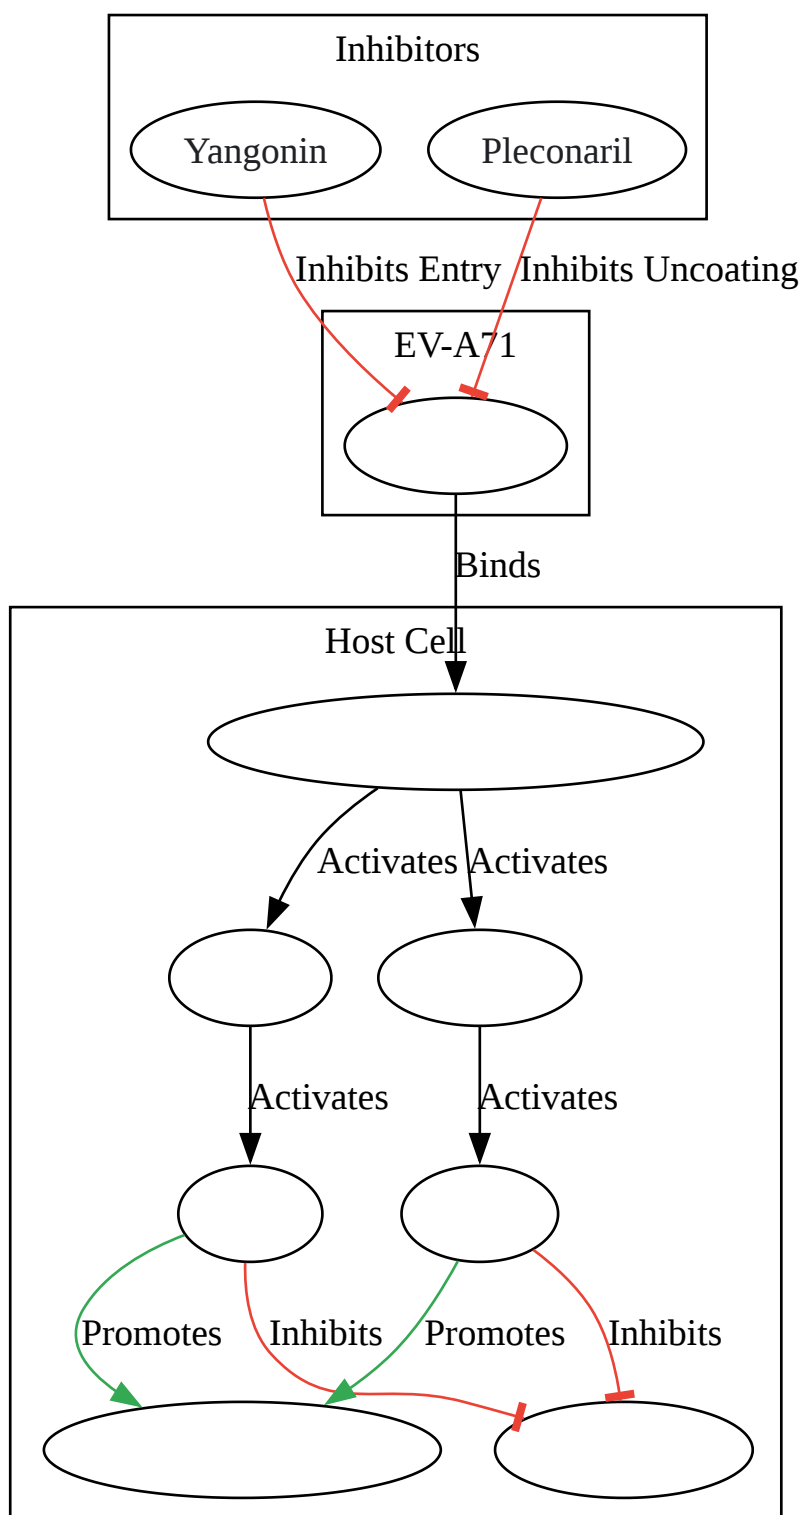 Inhibitors
Yangonin
Pleconaril
Inhibits Entry
Inhibits Uncoating
EV-A71
Binds
Host Cell
Activates
Activates
Activates
Activates
Promotes
Inhibits
Promotes
Inhibits